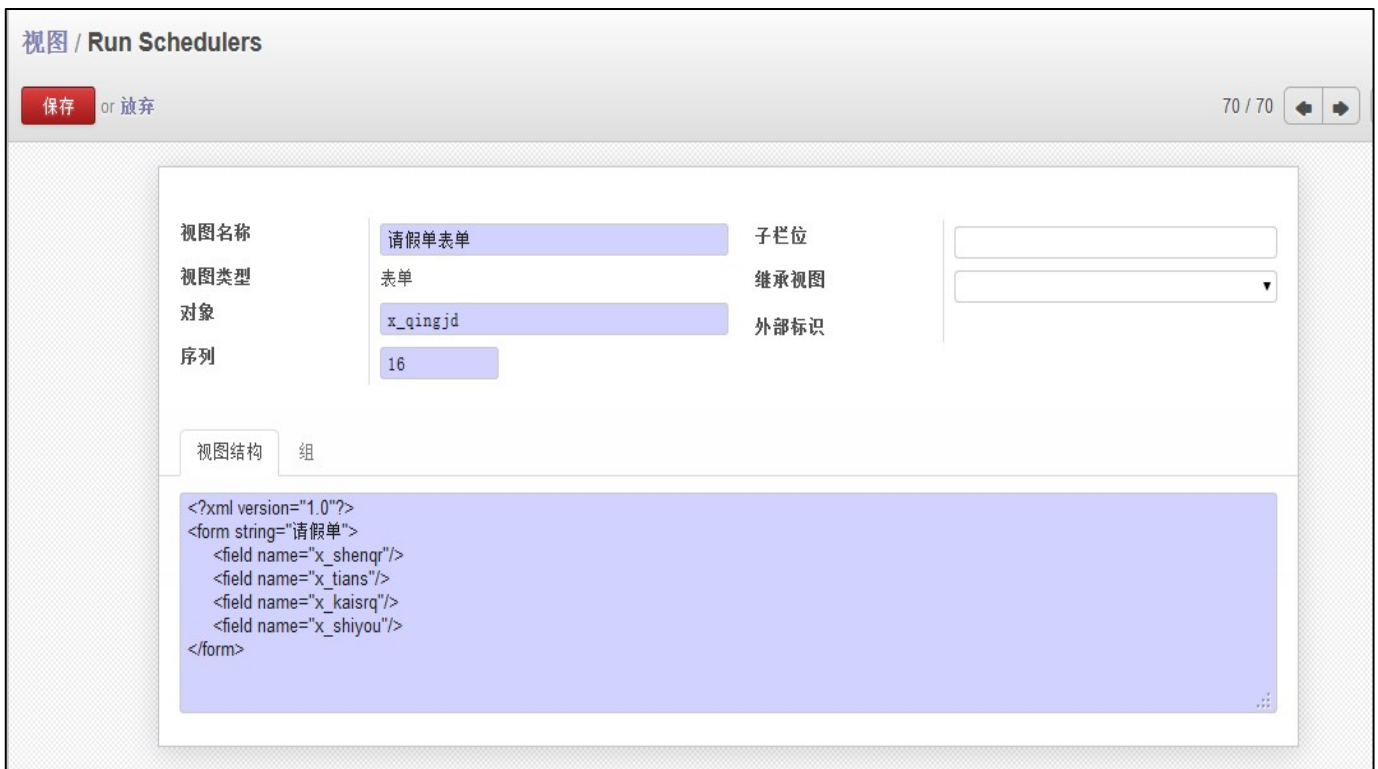 视图 / Run Schedulers
保存 or 放弃
70 / 70
视图名称 请假单表单
子栏位
视图类型 表单
继承视图
对象 x_qingjd
外部标识
序列 16
视图结构 组
<?xml version="1.0"?>
<form string="请假单">
<field name="x_shenqr"/>
<field name="x_tians"/>
<field name="x_kaisrq"/>
<field name="x_shiyou"/>
</form>